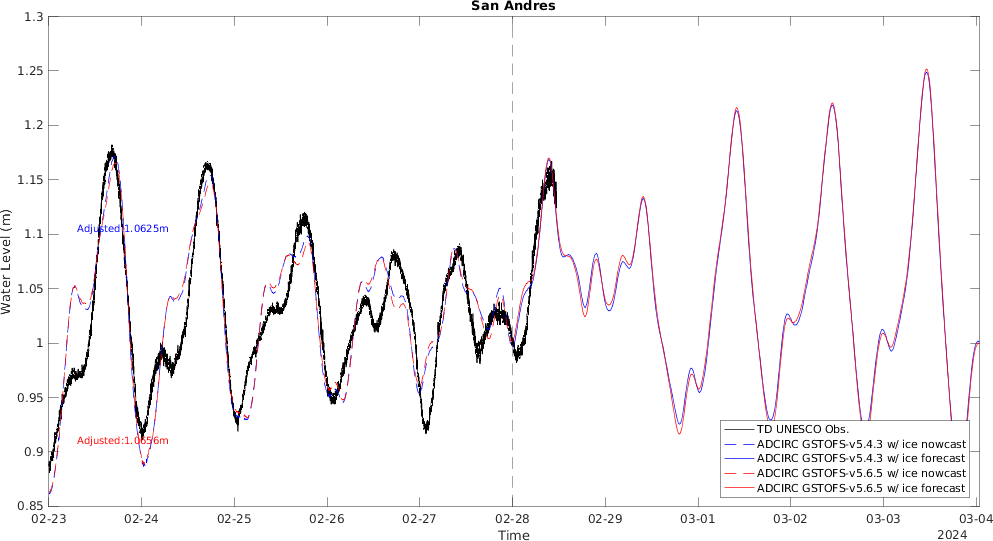 San Andres
1.3
1.25
1.2
1.15
1.1
1.05
1
0.95
0.9
0.85
Water Level (m)
Adjusted:1.0625m
Adjusted:1.0656m
TD UNESCO Obs.
ADCIRC GSTOFS-v5.4.3 w/ ice nowcast
ADCIRC GSTOFS-v5.4.3 w/ ice forecast
ADCIRC GSTOFS-v5.6.5 w/ ice nowcast
ADCIRC GSTOFS-v5.6.5 w/ ice forecast
02-23 02-24 02-25 02-26 02-27 02-28 02-29 03-01 03-02 03-03 03-04
Time
2024